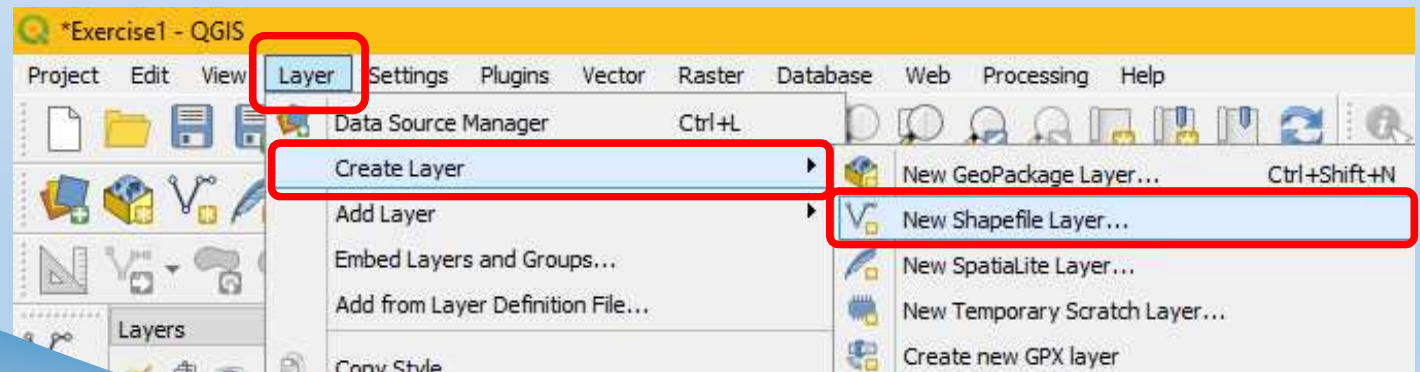 *Exercise1 - QGIS
Project Edit View Layer Settings Plugins Vector Raster Database Web Processing Help
Data Source Manager Ctrl+L
Create Layer
New GeoPackage Layer... Ctrl+Shift+N
Add Layer
New Shapefile Layer...
Embed Layers and Groups...
New SpatiaLite Layer...
Add from Layer Definition File...
New Temporary Scratch Layer...
Layers
Create new GPX layer
Copy Style